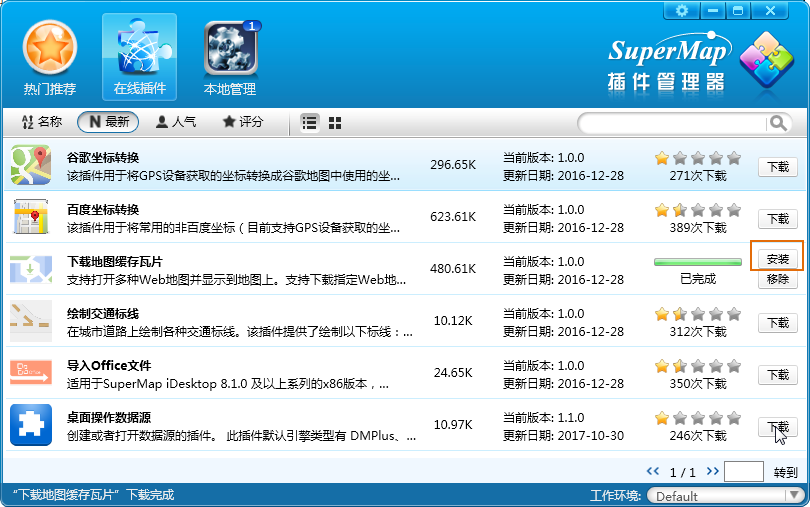 热门推荐
在线插件
1
本地管理
SuperMap
插件管理器
名称
N 最新
人气
评分
谷歌坐标转换
该插件用于将GPS设备获取的坐标转换成谷歌地图中使用的坐...
296.65K
当前版本: 1.0.0
更新日期: 2016-12-28
271次下载
下载
百度坐标转换
该插件用于将常用的非百度坐标（目前支持GPS设备获取的坐...
623.61K
当前版本: 1.0.0
更新日期: 2016-12-28
389次下载
下载
下载地图缓存瓦片
支持打开多种Web地图并显示到地图上。支持下载指定Web地...
480.61K
当前版本: 1.0.0
更新日期: 2016-12-28
已完成
安装
移除
绘制交通标线
在城市道路上绘制各种交通标线。该插件提供了绘制以下标线：...
10.12K
当前版本: 1.0.0
更新日期: 2016-12-28
312次下载
下载
导入Office文件
适用于SuperMap iDesktop 8.1.0 及以上系列的x86版本，...
24.65K
当前版本: 1.0.0
更新日期: 2016-12-28
350次下载
下载
桌面操作数据源
创建或者打开数据源的插件。 此插件默认引擎类型有 DMPlus、...
10.97K
当前版本: 1.1.0
更新日期: 2017-10-30
246次下载
下载
<< 1 / 1 >> 转到
“下载地图缓存瓦片” 下载完成
工作环境: Default